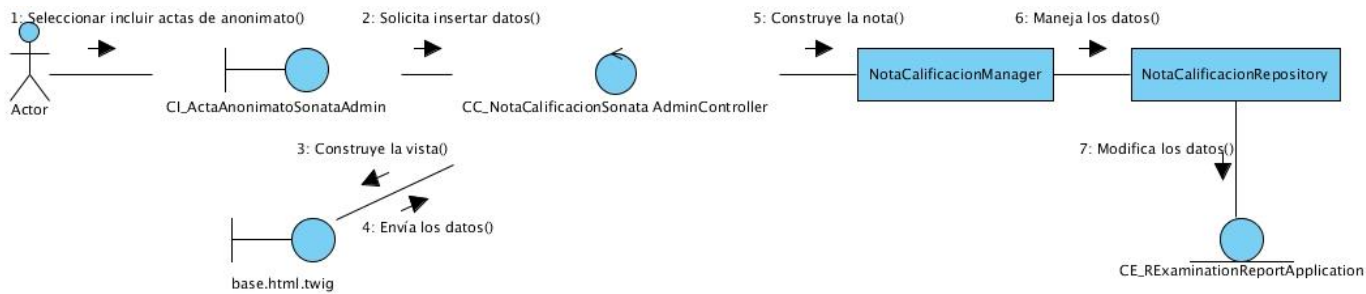 1: Seleccionar incluir actas de anonimato()
2: Solicita insertar datos()
5: Construye la nota()
6: Maneja los datos()
NotaCalificacionManager
NotaCalificacionRepository
Actor
CI_ActaAnonimatoSonataAdmin
CC_NotaCalificacionSonata AdminController
3: Construye la vista()
7: Modifica los datos()
4: Envía los datos()
CE_RExaminationReportApplication
base.html.twig